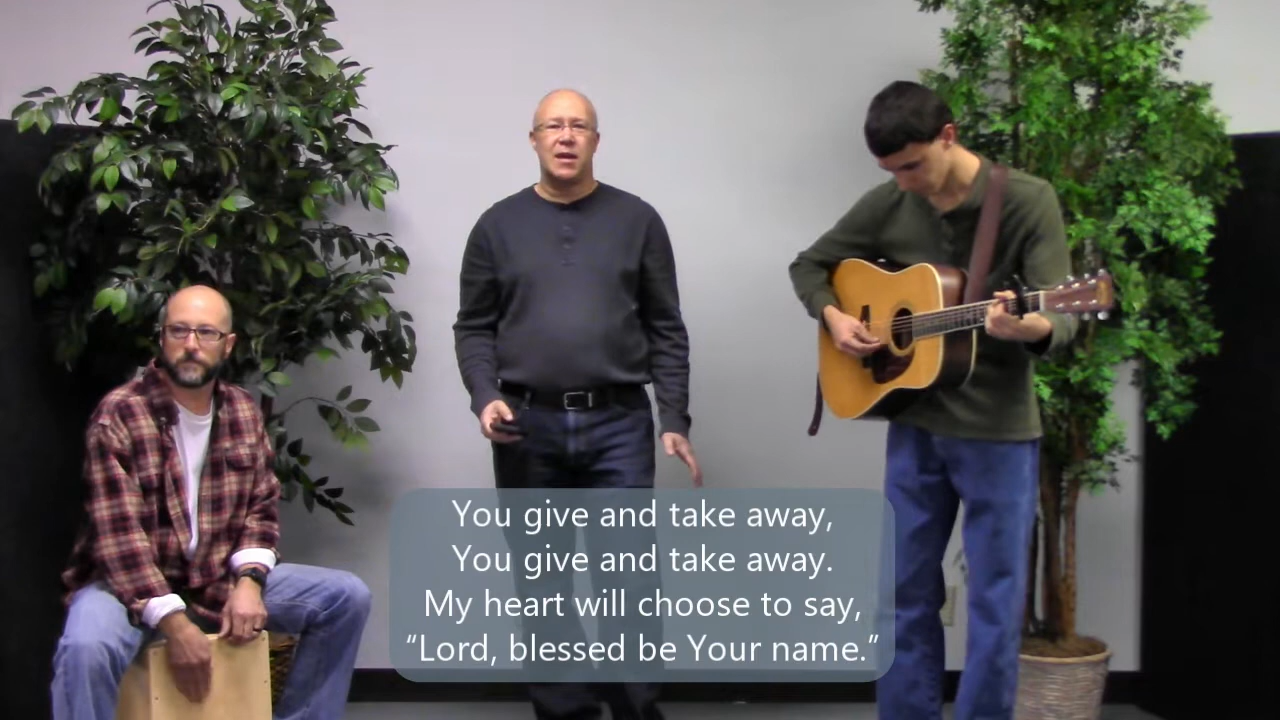 You give and take away,
You give and take away.
My heart will choose to say,
“Lord, blessed be Your name.”